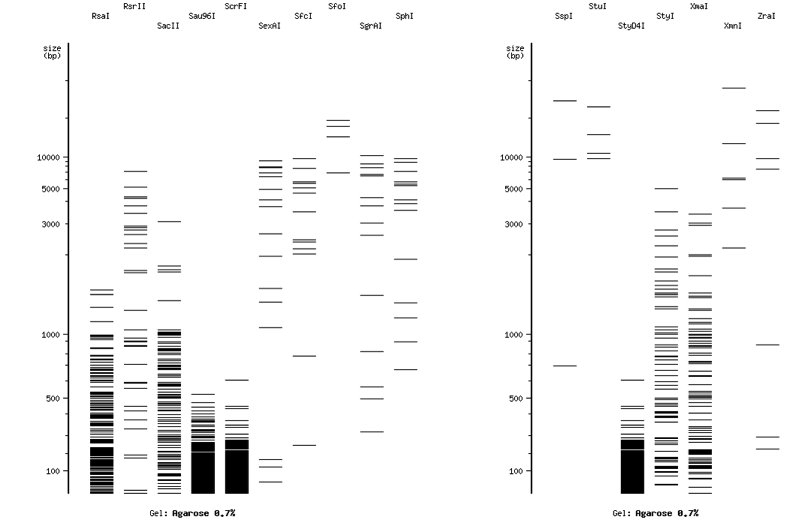 RsrII ScrFI SfoI
RsaI Sau96I SfcI SphI
SacII SexAI SgrAI
size
(bp)
10000
5000
3000
1000
500
100
Gel: Agarose 0.7%
StuI XmaI
SspI StyI ZraI
StyD4I XmnI
size
(bp)
10000
5000
3000
1000
500
100
Gel: Agarose 0.7%